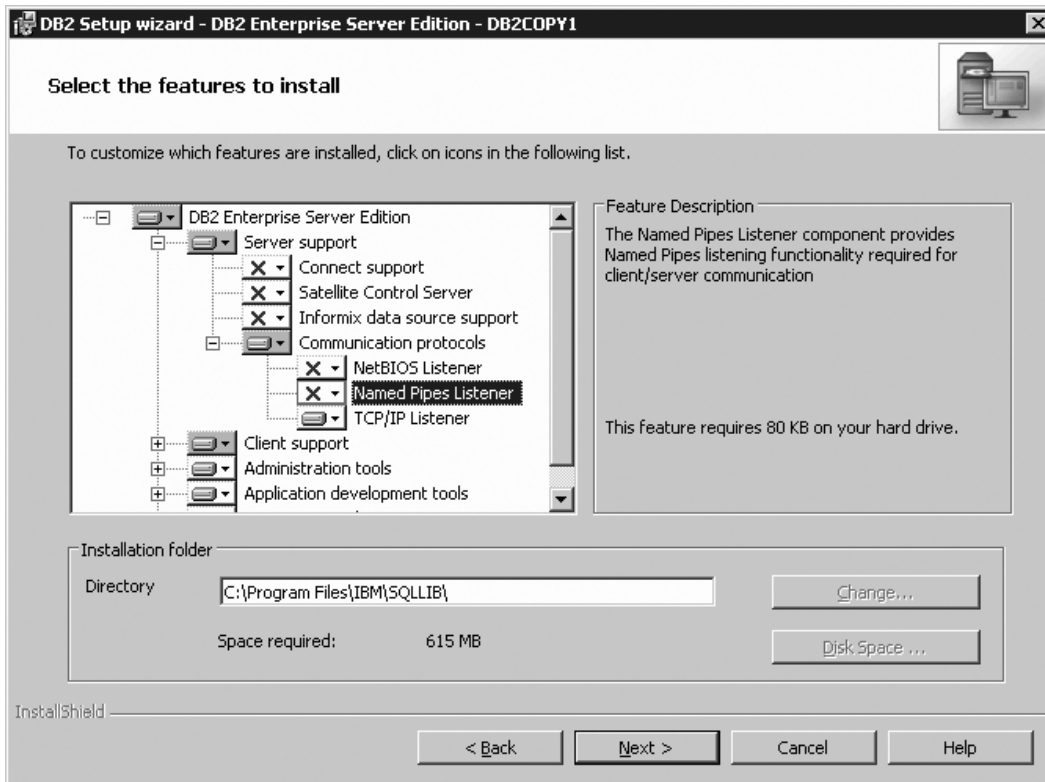 DB2 Setup wizard - DB2 Enterprise Server Edition - DB2COPY1
Select the features to install
To customize which features are installed, click on icons in the following list.
DB2 Enterprise Server Edition
Server support
Connect support
Satellite Control Server
Informix data source support
Communication protocols
NetBIOS Listener
Named Pipes Listener
TCP/IP Listener
Client support
Administration tools
Application development tools
Feature Description
The Named Pipes Listener component provides
Named Pipes listening functionality required for
client/server communication
This feature requires 80 KB on your hard drive.
Installation folder
Directory
C:\Program Files\IBM\SQLLIB\
Change...
Space required: 615 MB
Disk Space ...
InstallShield
< Back
Next >
Cancel
Help